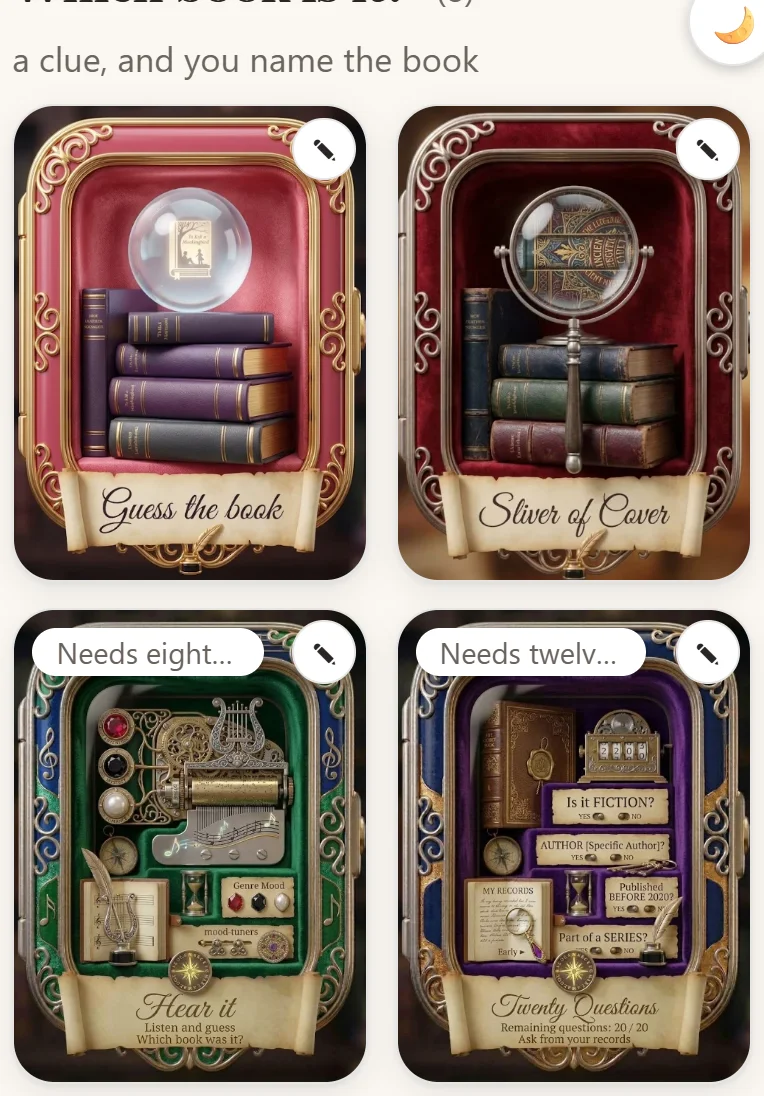 a clue, and you name the book
Guess the book
Sliver of Cover
Needs eight...
Needs twelv...
Genre Mood
mood-tuners
Hear it
Listen and guess
Which book was it?
Is it FICTION?
YES NO
AUTHOR [Specific Author]?
YES NO
MY RECORDS
Published
BEFORE 2020?
YES NO
Part of a SERIES?
Early
NO
Twenty Questions
Remaining questions: 20 / 20
Ask from your records